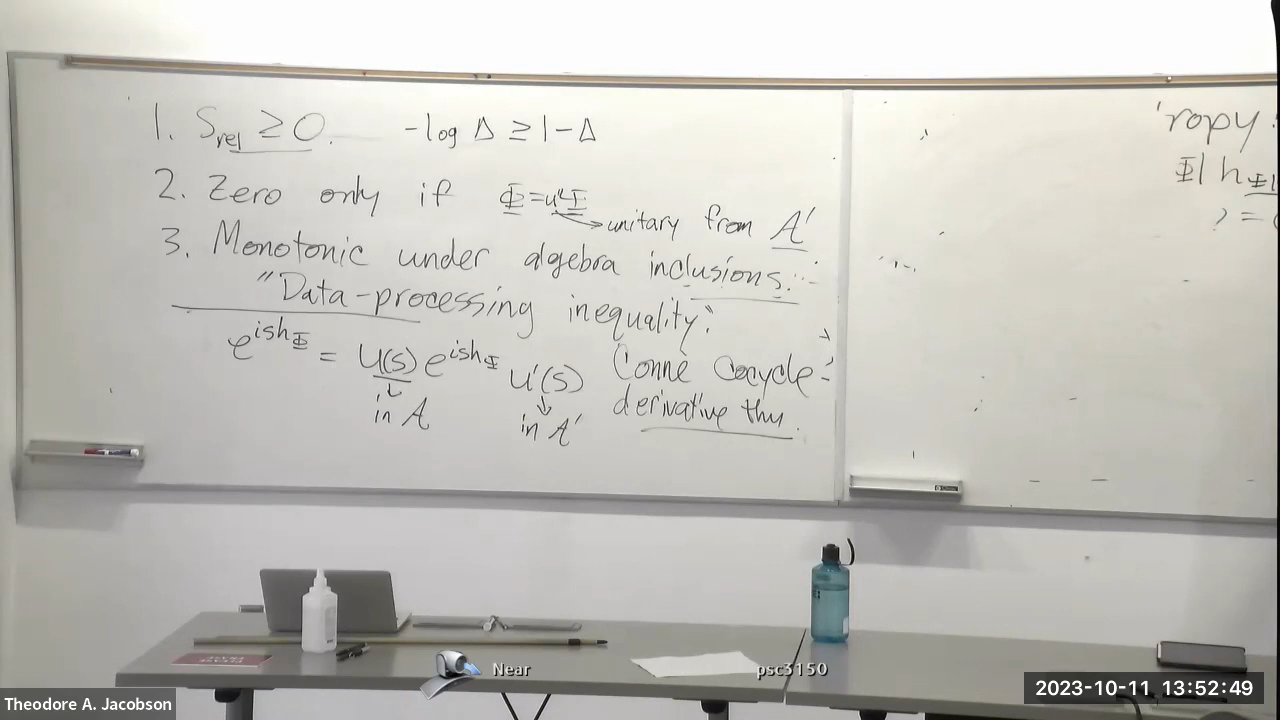 1. S_rel ≥ 0. -log Δ ≥ 1-Δ
2. Zero only if Φ=u'Ψ → unitary from A'
3. Monotonic under algebra inclusions.
"Data-processing inequality".
e^{ish_Φ} = u(s) e^{ish_Ψ} u'(s) Conne Cocycle
in A in A' derivative thm.
ropy:
Near
psc3150
Theodore A. Jacobson
2023-10-11 13:52:49